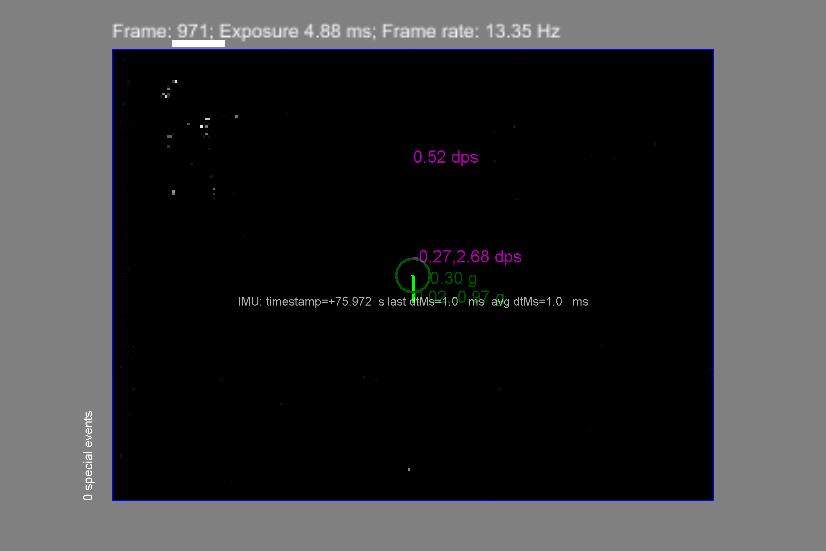 Frame: 971; Exposure 4.88 ms; Frame rate: 13.35 Hz
0.52 dps
-0.27,2.68 dps
0.30 g
0.97 g
IMU: timestamp=+75.972 s last dtMs=1.0 ms avg dtMs=1.0 ms
0 special events